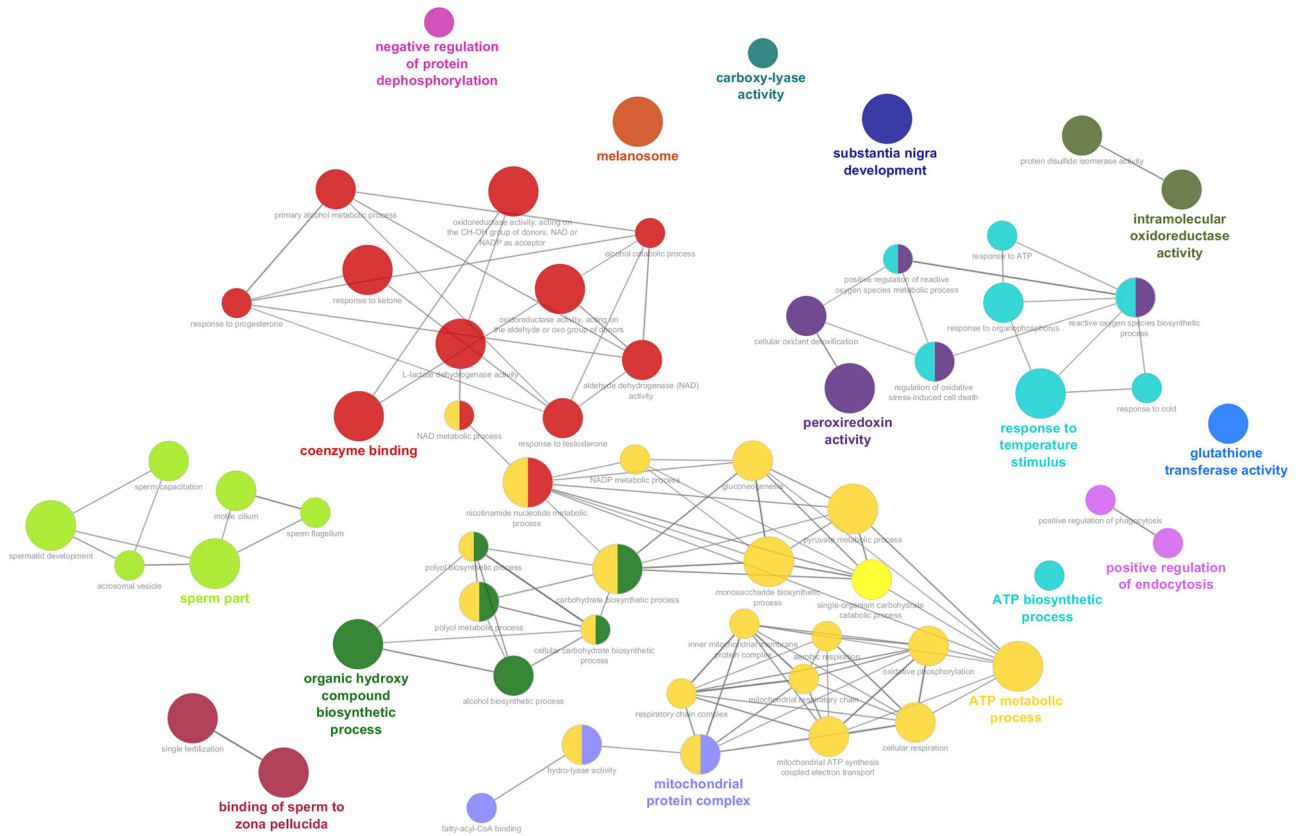 negative regulation
of protein
dephosphorylation
carboxy-lyase
activity
melanosome
substantia nigra
development
protein disulfide isomerase activity
intramolecular
oxidoreductase
activity
primary alcohol metabolic process
oxidoreductase activity, acting on
the CH-OH group of donors, NAD or
NADP as acceptor
alcohol catabolic process
response to ketone
response to progesterone
oxidoreductase activity, acting on
the aldehyde or oxo group of donors
L-lactate dehydrogenase activity
aldehyde dehydrogenase (NAD)
activity
coenzyme binding
NAD metabolic process
response to testosterone
response to ATP
positive regulation of reactive
oxygen species metabolic process
cellular oxidant detoxification
response to organophosphorus
reactive oxygen species biosynthetic
process
regulation of oxidative
stress-induced cell death
peroxiredoxin
activity
response to cold
response to
temperature
stimulus
glutathione
transferase activity
sperm capacitation
motile cilium
sperm flagellum
spermatid development
acrosomal vesicle
sperm part
NADP metabolic process
gluconeogenesis
nicotinamide nucleotide metabolic
process
pyruvate metabolic process
positive regulation of phagocytosis
positive regulation
of endocytosis
polyol biosynthetic process
carbohydrate biosynthetic process
monosaccharide biosynthetic
process
single-organism carbohydrate
catabolic process
ATP biosynthetic
process
polyol metabolic process
cellular carbohydrate biosynthetic
process
inner mitochondrial membrane
protein complex
aerobic respiration
oxidative phosphorylation
organic hydroxy
compound
biosynthetic
process
alcohol biosynthetic process
respiratory chain complex
mitochondrial respiratory chain
ATP metabolic
process
single fertilization
cellular respiration
hydro-lyase activity
mitochondrial
protein complex
mitochondrial ATP synthesis
coupled electron transport
binding of sperm to
zona pellucida
fatty-acyl-CoA binding